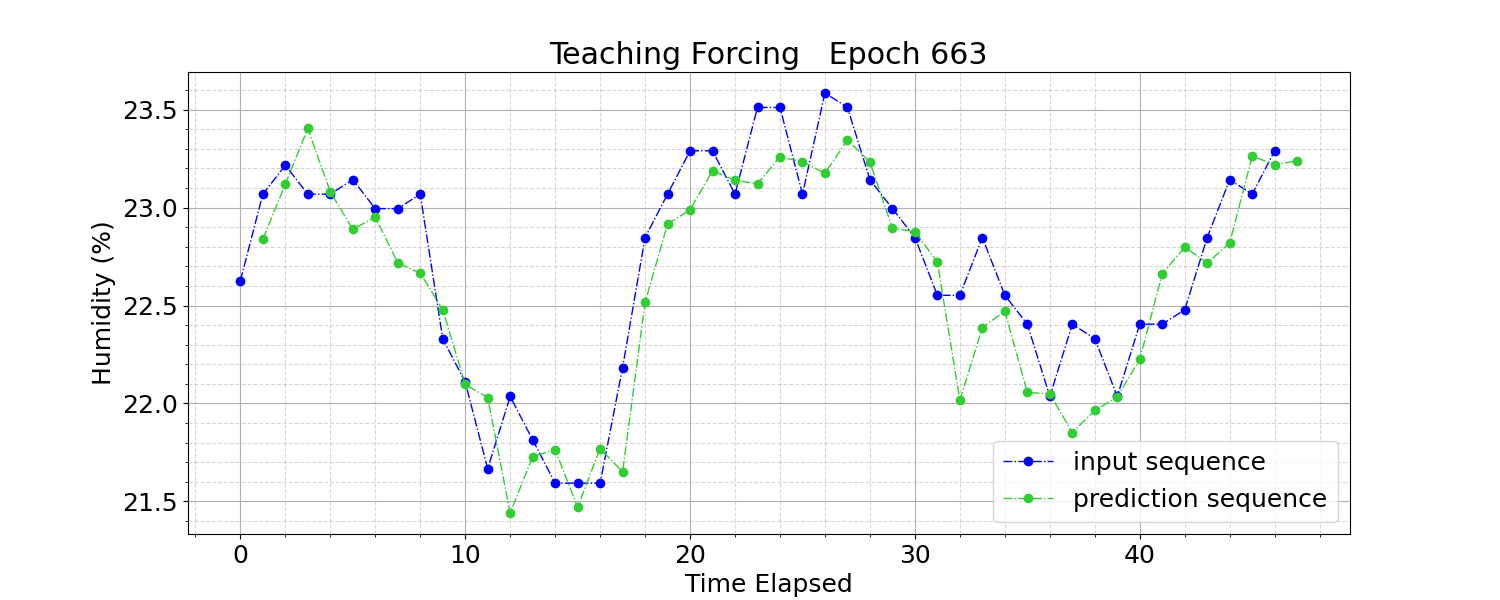 Teaching Forcing   Epoch 663
Humidity (%)
23.5
23.0
22.5
22.0
21.5
input sequence
prediction sequence
0 10 20 30 40
Time Elapsed